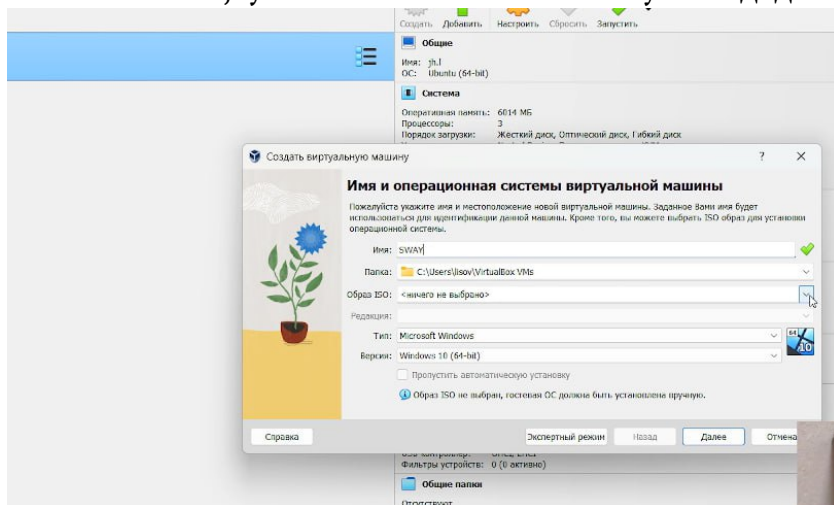 Создать Добавить Настроить Сбросить Запустить
Общие
Имя: jh.l
ОС: Ubuntu (64-bit)
Система
Оперативная память: 6014 МБ
Процессоры: 3
Порядок загрузки: Жесткий диск, Оптический диск, Гибкий диск
Создать виртуальную машину ? X
Имя и операционная системы виртуальной машины
Пожалуйста укажите имя и местоположение новой виртуальной машины. Заданное Вами имя будет
использоваться для идентификации данной машины. Кроме того, вы можете выбрать ISO образ для установки
операционной системы.
Имя: SWAY
Папка: C:\Users\lisov\VirtualBox VMs
Образ ISO: <ничего не выбрано>
Редакция:
Тип: Microsoft Windows
64
10
Версия: Windows 10 (64-bit)
Пропустить автоматическую установку
Образ ISO не выбран, гостевая ОС должна быть установлена вручную.
Справка Экспертный режим Назад Далее Отмена
Фильтры устройств: 0 (0 активно)
Общие папки
Отсутствуют